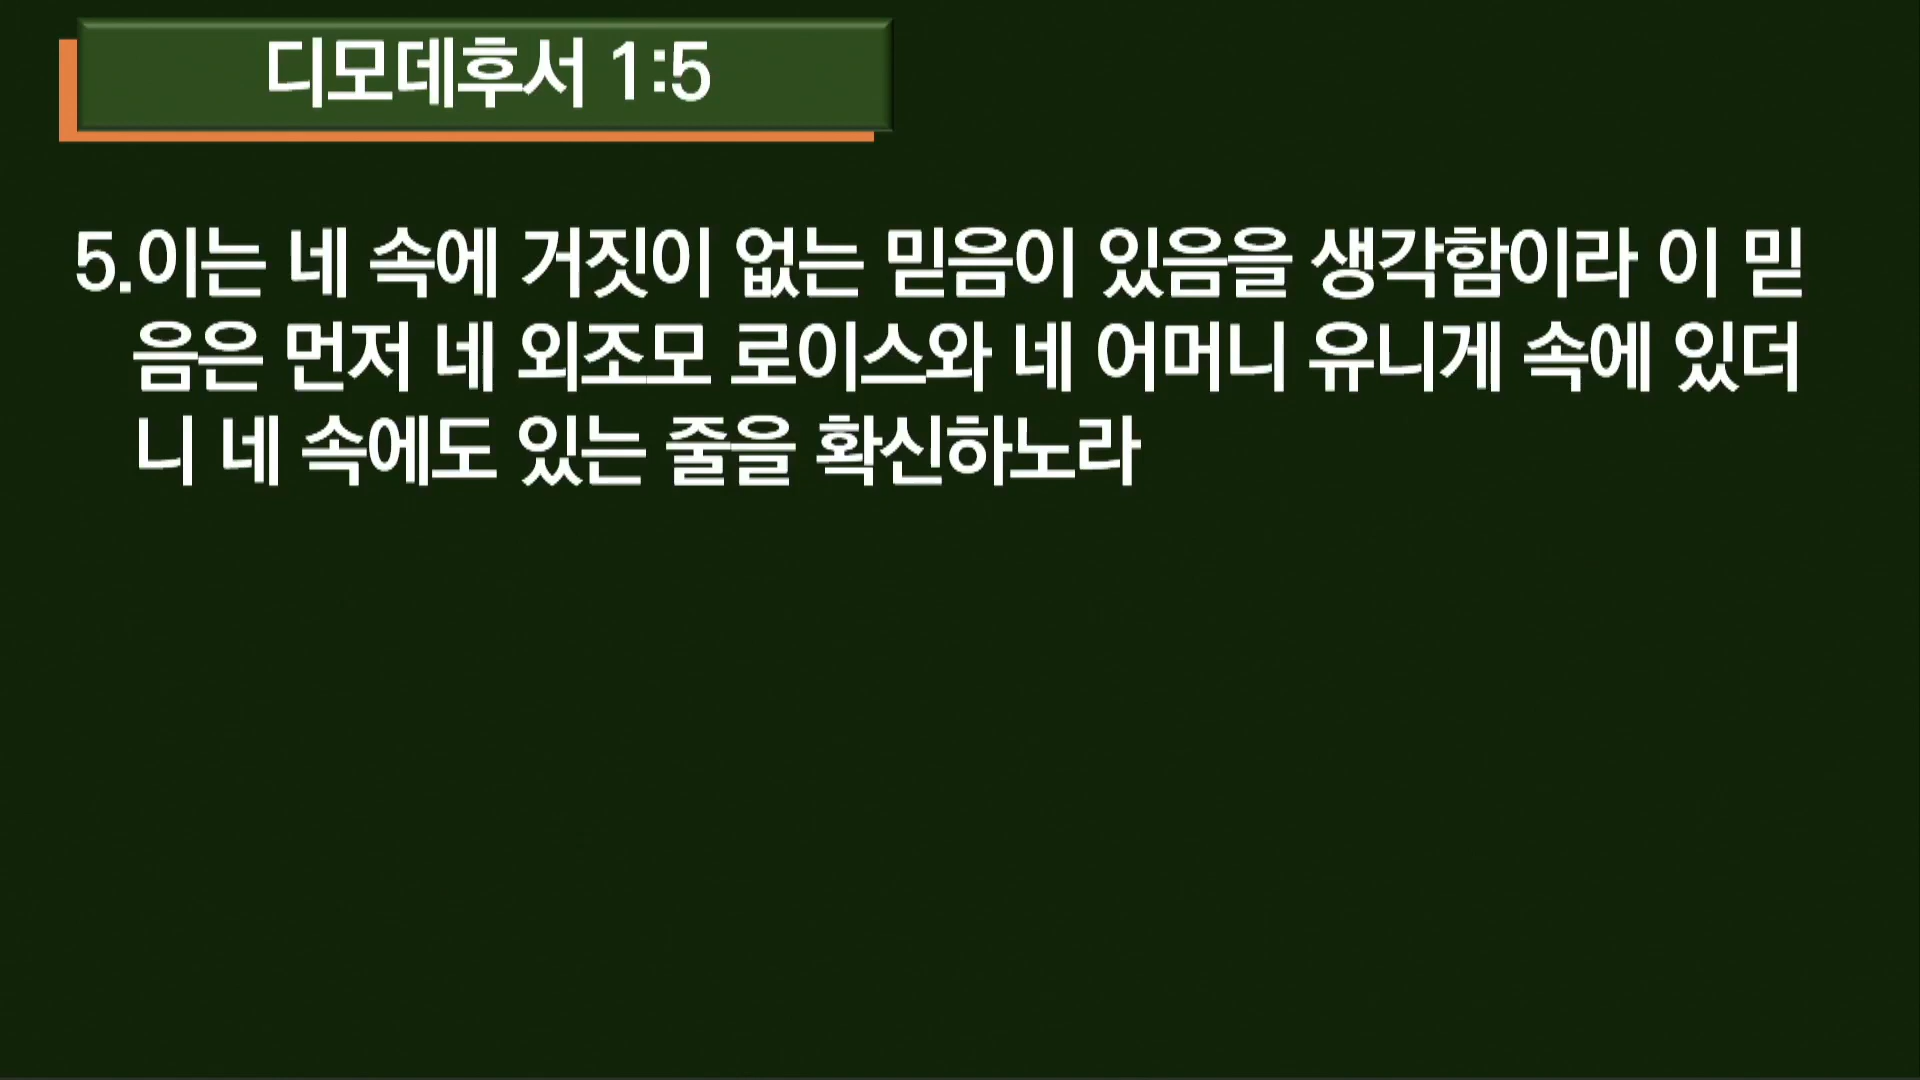 디모데후서 1:5
5.이는 네 속에 거짓이 없는 믿음이 있음을 생각함이라 이 믿
음은 먼저 네 외조모 로이스와 네 어머니 유니게 속에 있더
니 네 속에도 있는 줄을 확신하노라